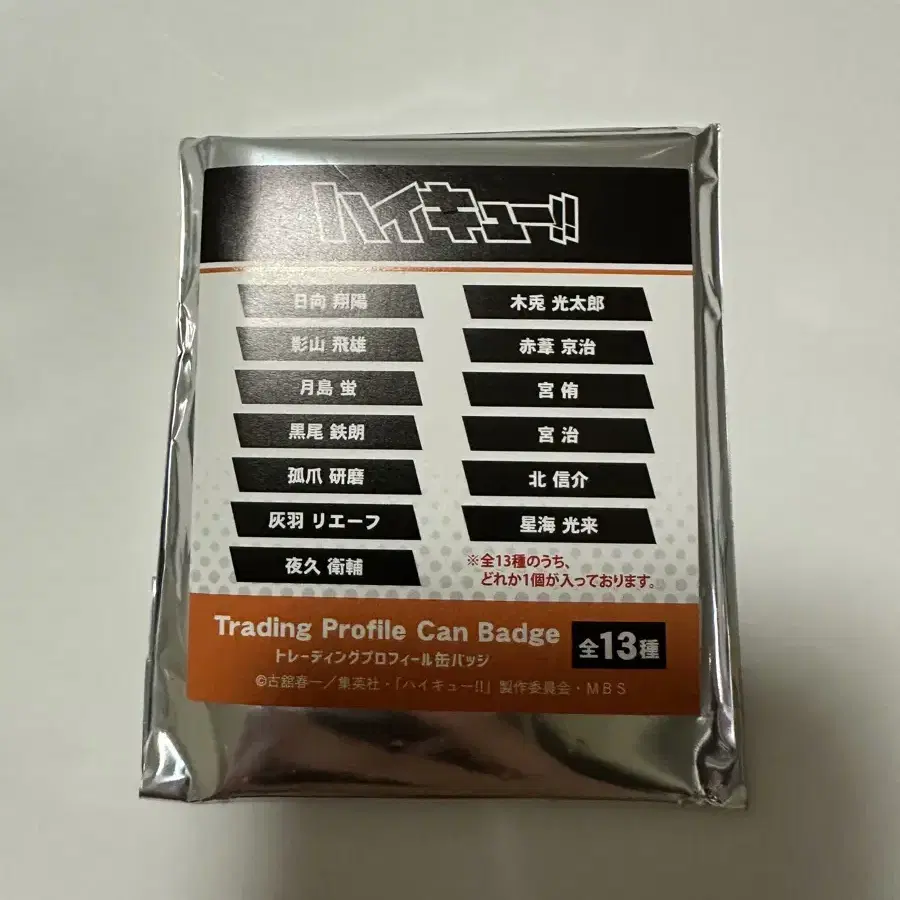 ハイキュー!!
日向 翔陽
影山 飛雄
月島 蛍
黒尾 鉄朗
孤爪 研磨
灰羽 リエーフ
夜久 衛輔
木兎 光太郎
赤葦 京治
宮 侑
宮 治
北 信介
星海 光来
※全13種のうち、
どれか1個が入っております。
Trading Profile Can Badge
トレーディングプロフィール缶バッジ
全13種
©古舘春一／集英社・「ハイキュー!!」製作委員会・MBS